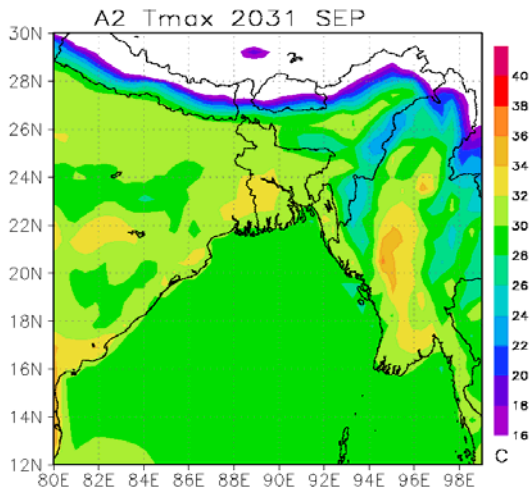 A2 Tmax 2031 SEP
30N
28N
26N
24N
22N
20N
18N
16N
14N
12N
80E 82E 84E 86E 88E 90E 92E 94E 96E 98E
40
38
36
34
32
30
28
26
24
22
20
18
16
C